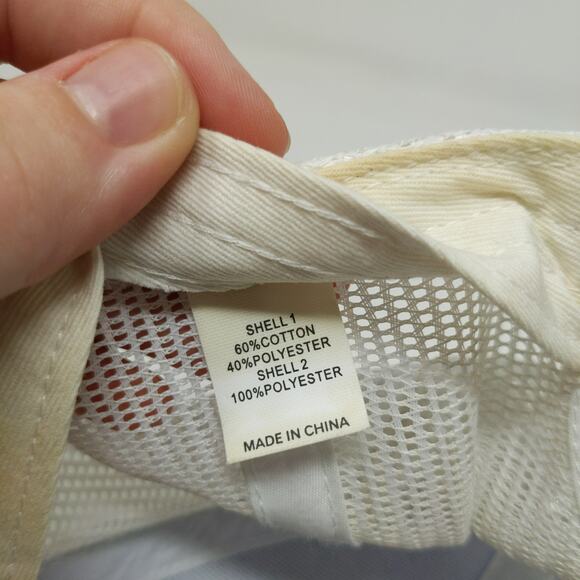 SHELL 1
60%COTTON
40%POLYESTER
SHELL 2
100%POLYESTER
MADE IN CHINA